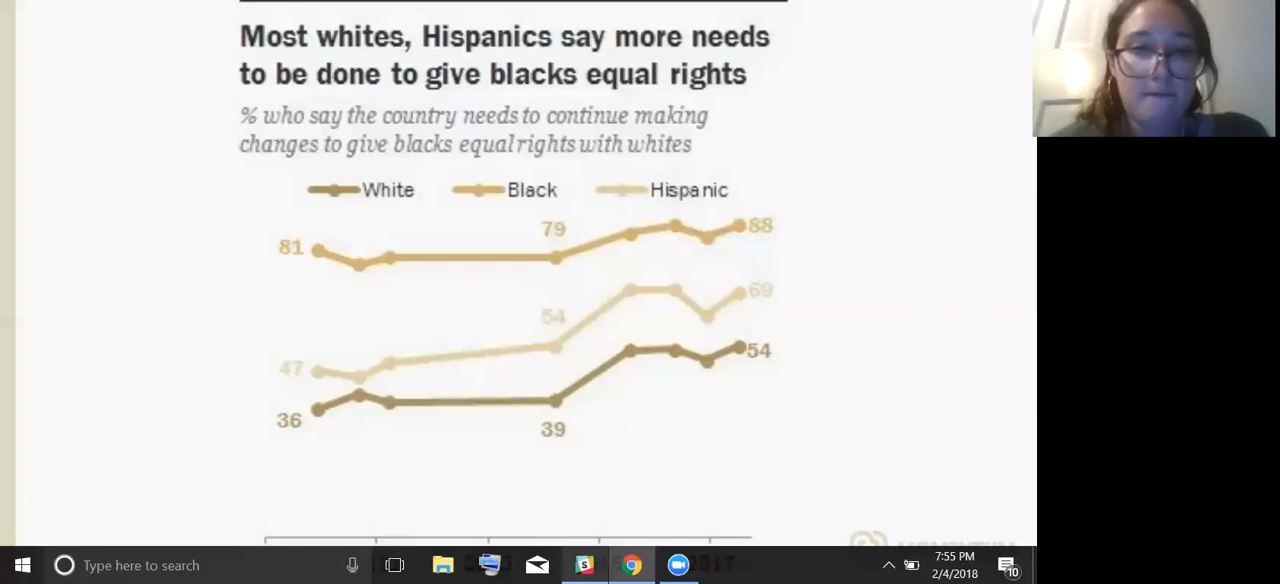 Most whites, Hispanics say more needs
to be done to give blacks equal rights
% who say the country needs to continue making
changes to give blacks equal rights with whites
White Black Hispanic
79
88
81
54
69
47
54
36
39
2017
Type here to search
7:55 PM
2/4/2018
10